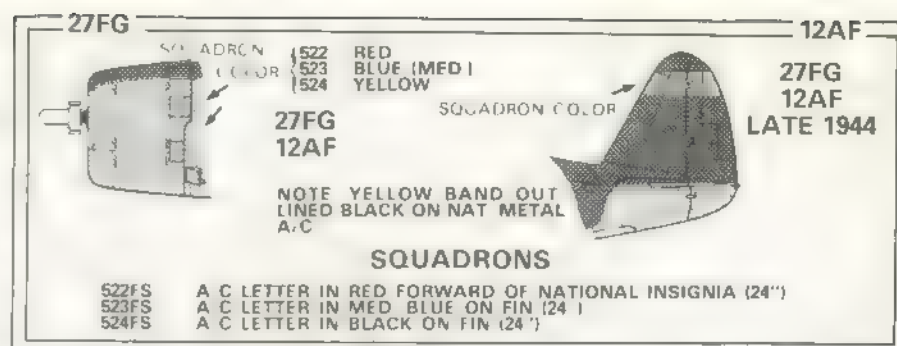 27FG
12AF
SQUADRON COLOR
522 RED
523 BLUE (MED)
524 YELLOW
27FG
12AF
NOTE YELLOW BAND OUT
LINED BLACK ON NAT METAL
A/C
SQUADRON COLOR
27FG
12AF
LATE 1944
SQUADRONS
522FS A C LETTER IN RED FORWARD OF NATIONAL INSIGNIA (24")
523FS A C LETTER IN MED BLUE ON FIN (24 )
524FS A C LETTER IN BLACK ON FIN (24 ')